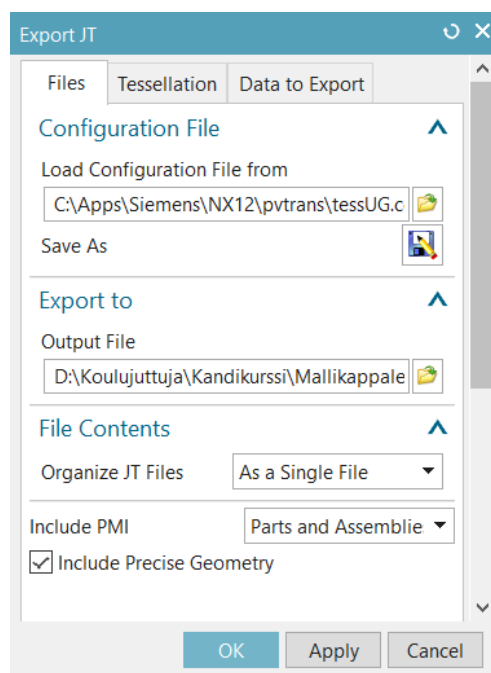 Export JT
Files Tessellation Data to Export
Configuration File
Load Configuration File from
C:\Apps\Siemens\NX12\pvtrans\tessUG.c
Save As
Export to
Output File
D:\Koulujuttuja\Kandikurssi\Mallikappale
File Contents
Organize JT Files As a Single File
Include PMI Parts and Assemblie
Include Precise Geometry
OK Apply Cancel